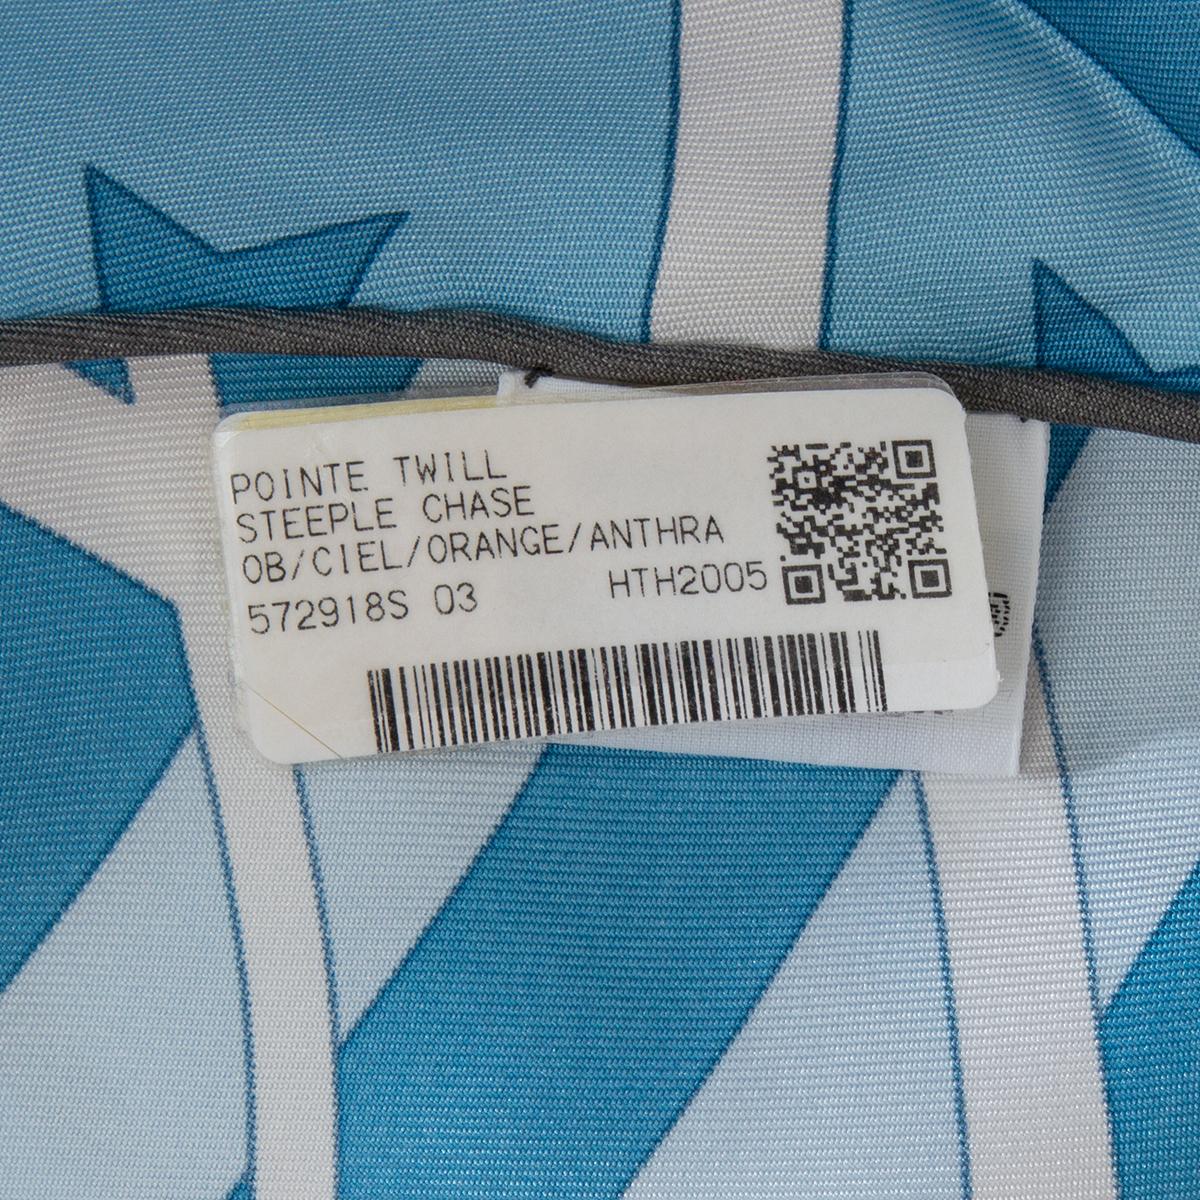 POINTE TWILL
STEEPLE CHASE
OB/CIEL/ORANGE/ANTHRA
572918S 03 HTH2005